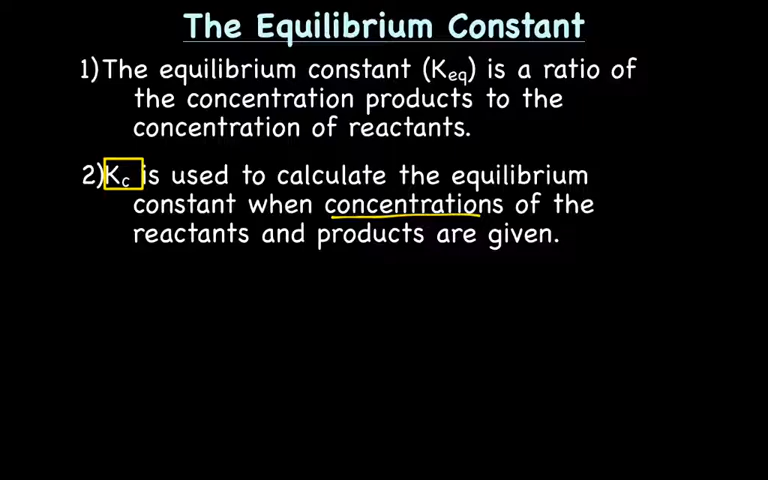 The Equilibrium Constant
1)The equilibrium constant (Keq) is a ratio of
the concentration products to the
concentration of reactants.
2)Kc is used to calculate the equilibrium
constant when concentrations of the
reactants and products are given.